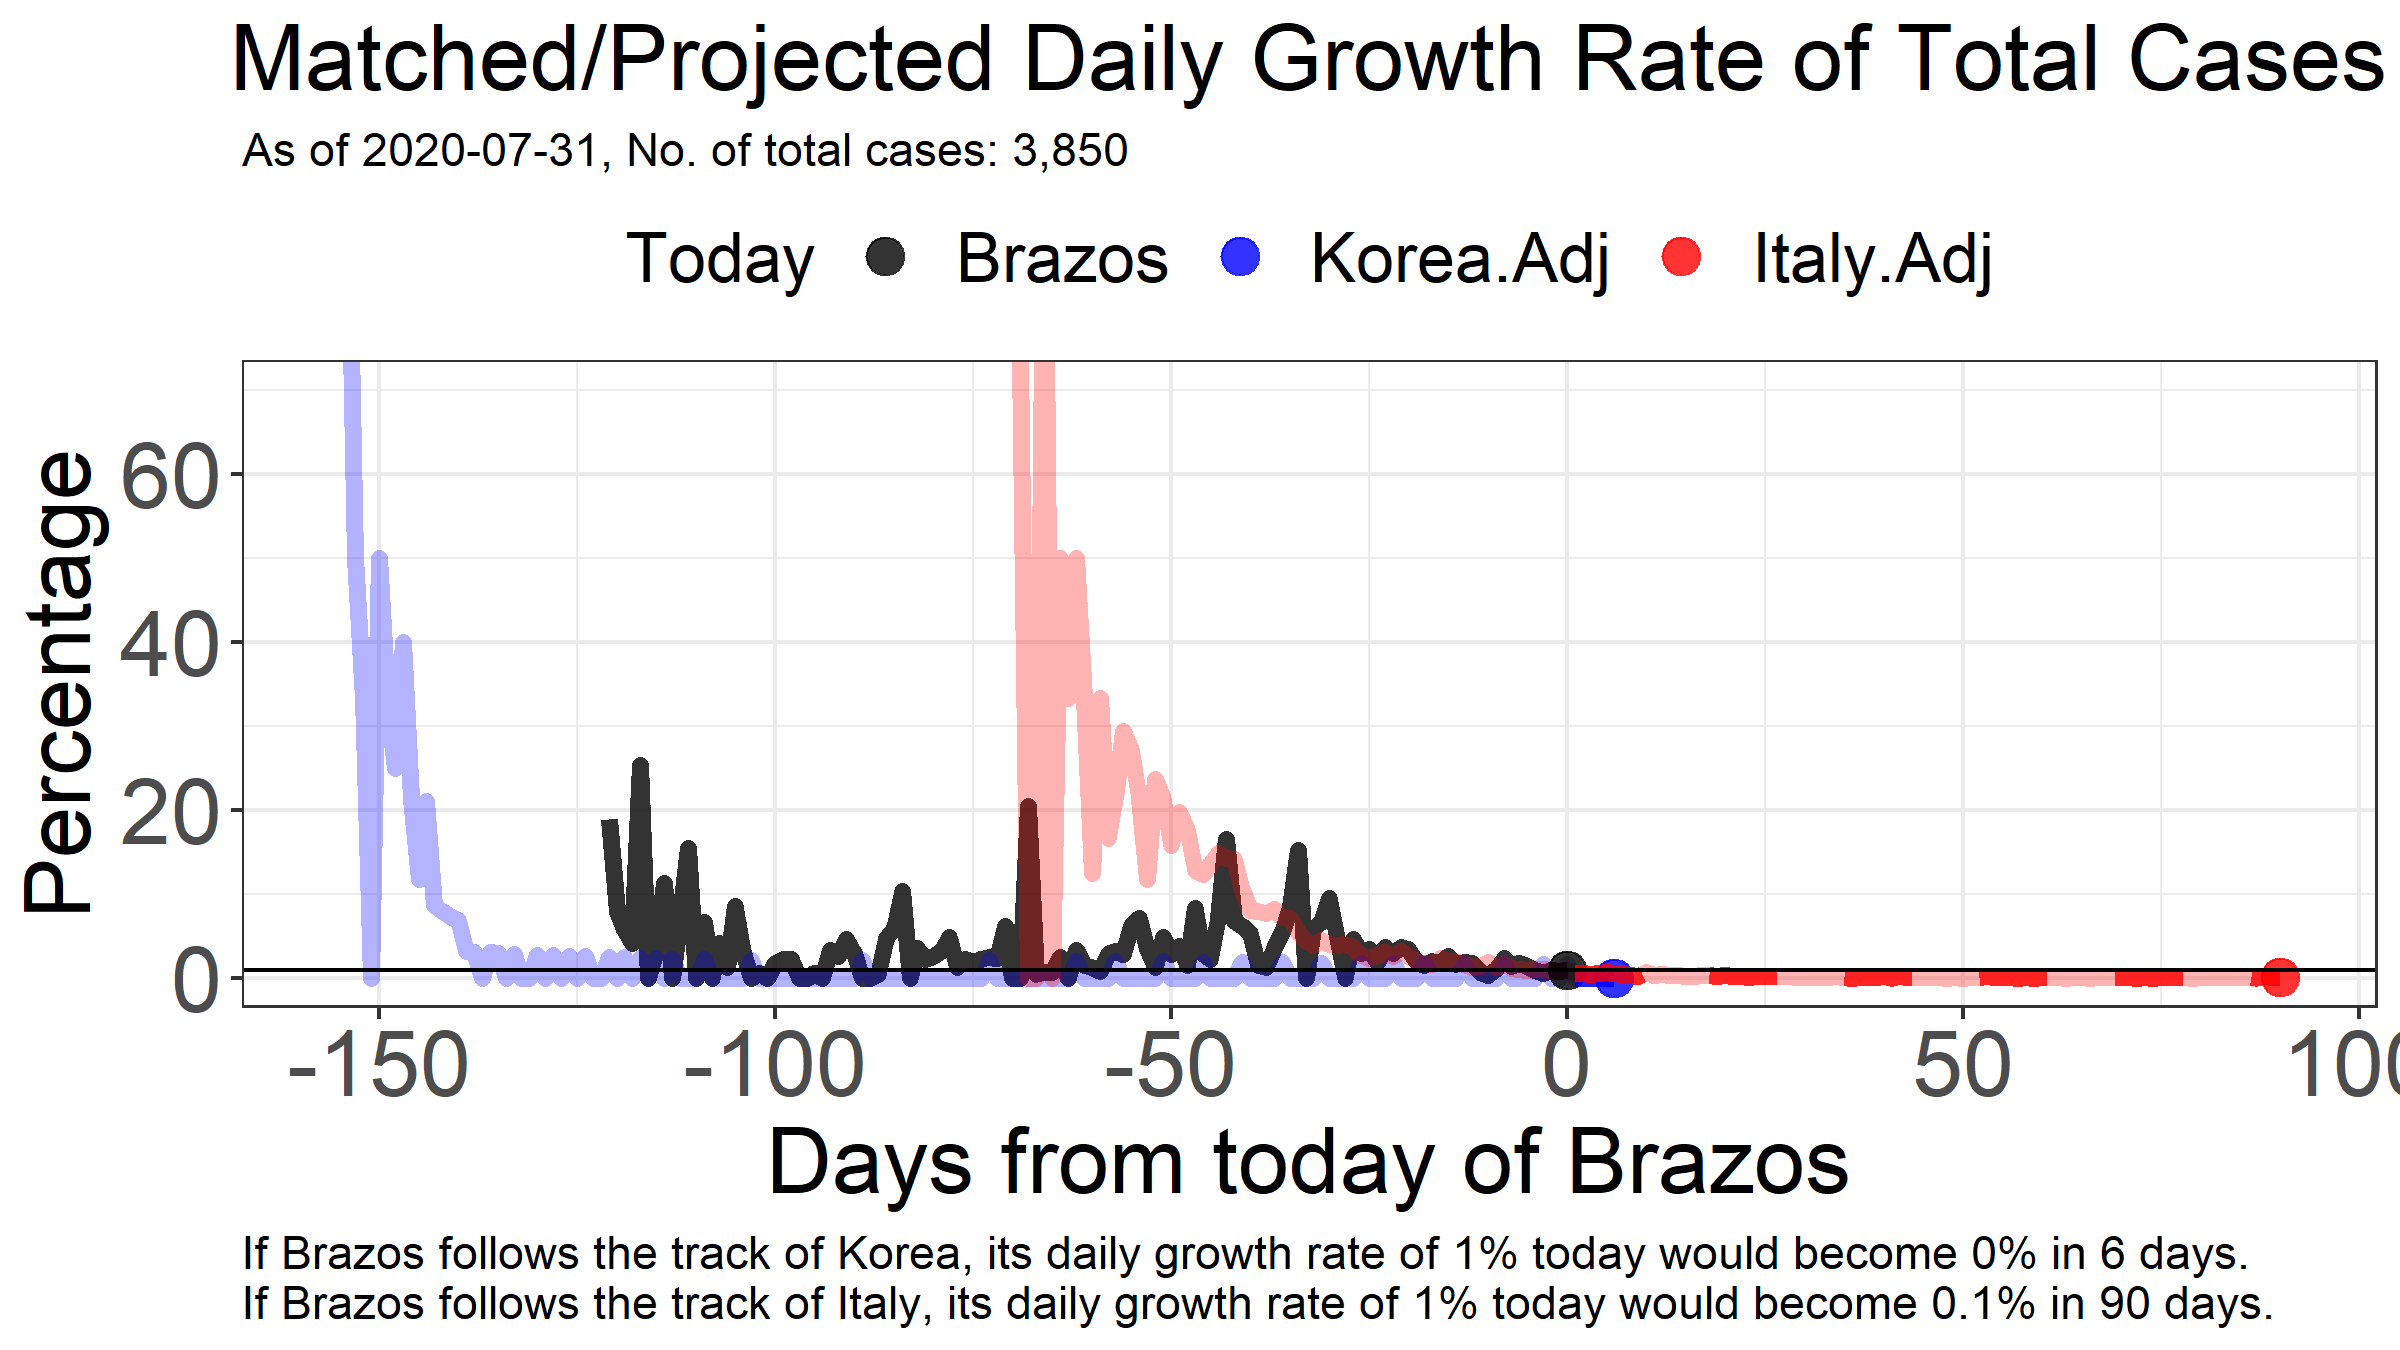 Matched/Projected Daily Growth Rate of Total Cases
As of 2020-07-31, No. of total cases: 3,850
Today Brazos Korea.Adj Italy.Adj
Percentage
60
40
20
0
-150 -100 -50 0 50 100
Days from today of Brazos
If Brazos follows the track of Korea, its daily growth rate of 1% today would become 0% in 6 days.
If Brazos follows the track of Italy, its daily growth rate of 1% today would become 0.1% in 90 days.